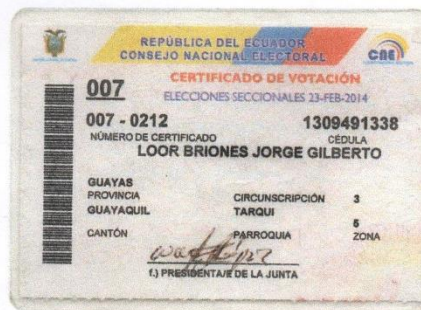 REPÚBLICA DEL ECUADOR
CONSEJO NACIONAL ELECTORAL
CNE
CERTIFICADO DE VOTACIÓN
007
ELECCIONES SECCIONALES 23-FEB-2014
007 - 0212 1309491338
NÚMERO DE CERTIFICADO CÉDULA
LOOR BRIONES JORGE GILBERTO
GUAYAS
PROVINCIA CIRCUNSCRIPCIÓN 3
GUAYAQUIL TARQUI
6
CANTÓN PARROQUIA ZONA
f.) PRESIDENTA/E DE LA JUNTA